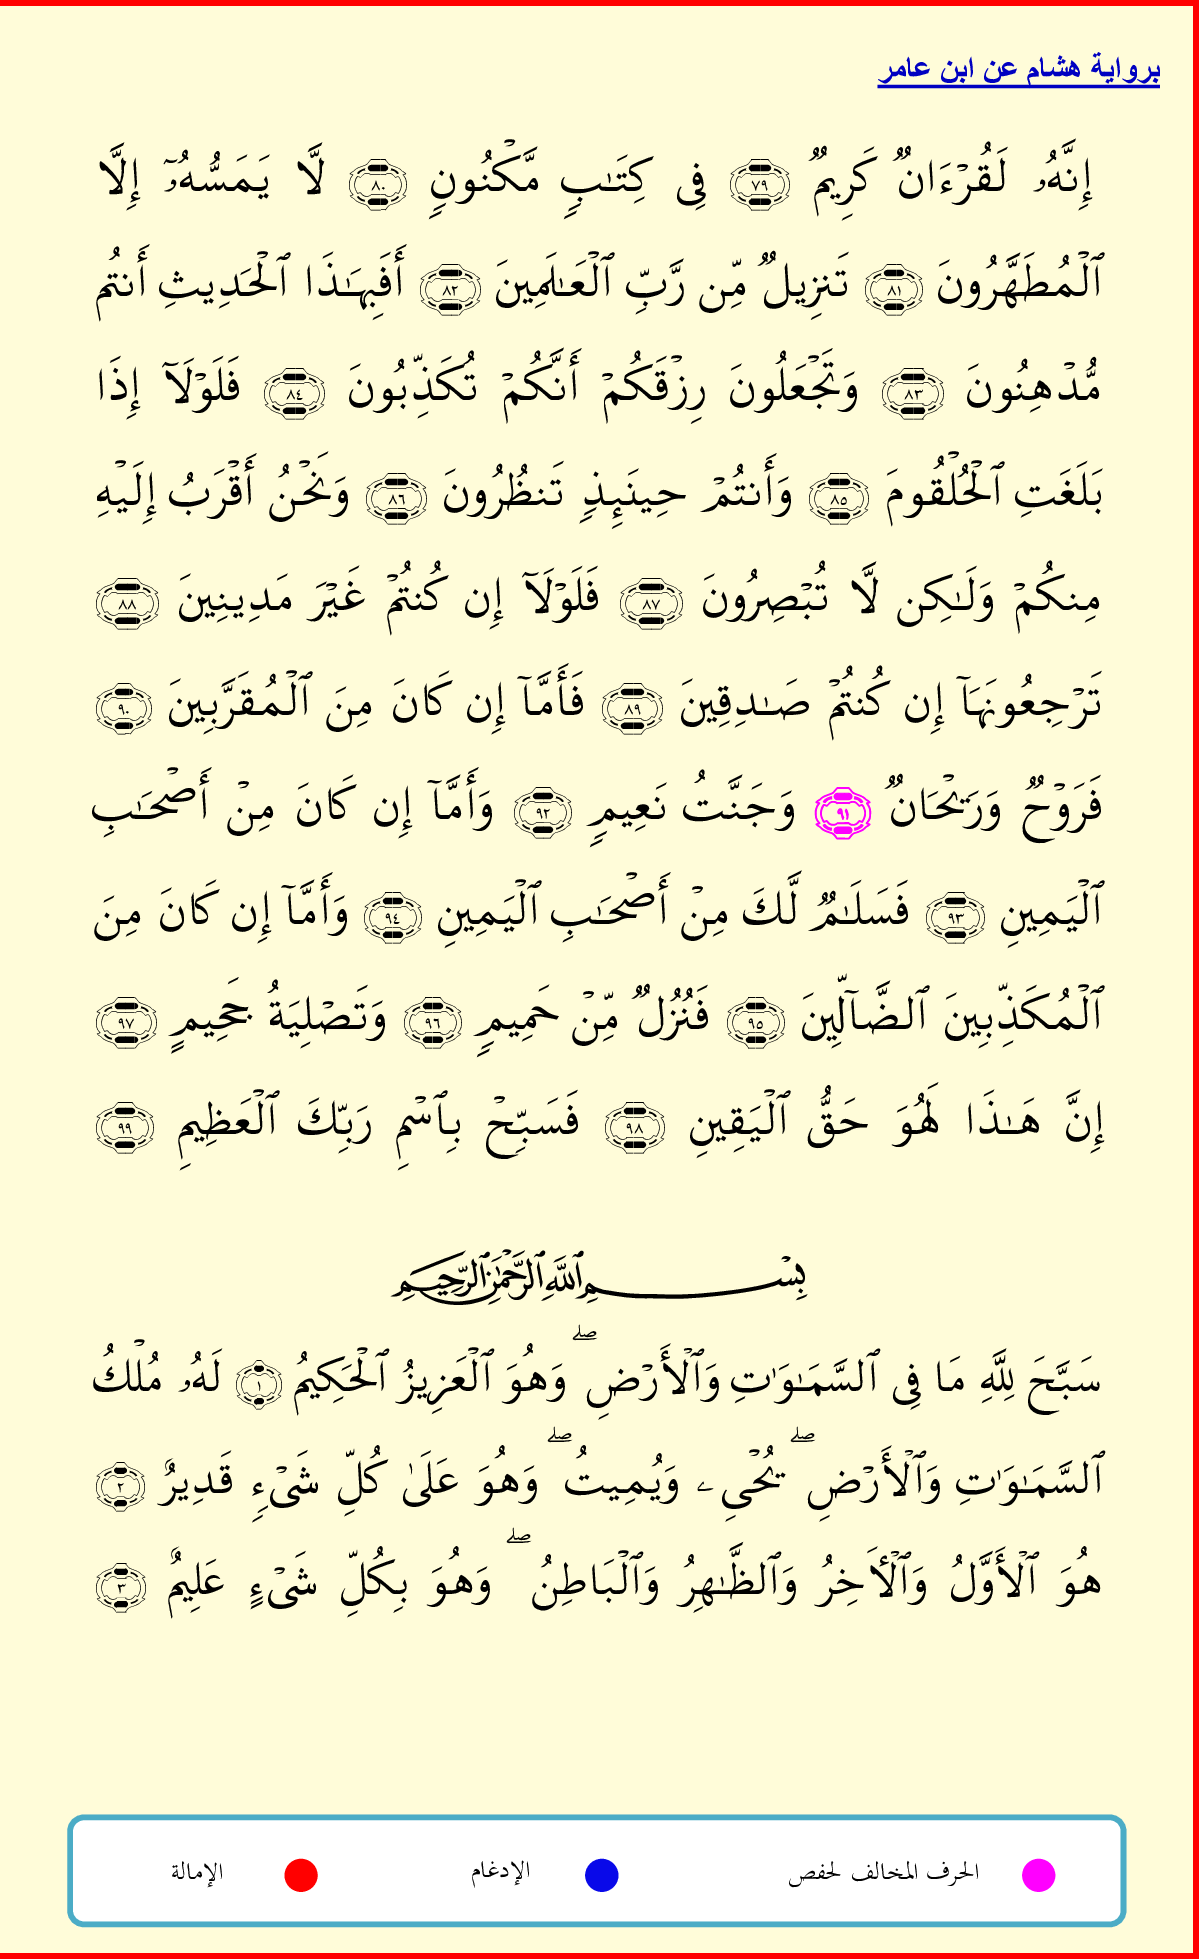 برواية هشام عن ابن عامر
إِنَّهُۥ لَقُرْءَانٌ كَرِيمٌ ٧٩ فِى كِتَـٰبٍ مَّكْنُونٍ ٨٠ لَّا يَمَسُّهُۥٓ إِلَّا
ٱلْمُطَهَّرُونَ ٨١ تَنزِيلٌ مِّن رَّبِّ ٱلْعَـٰلَمِينَ ٨٢ أَفَبِهَـٰذَا ٱلْحَدِيثِ أَنتُم
مُّدْهِنُونَ ٨٣ وَتَجْعَلُونَ رِزْقَكُمْ أَنَّكُمْ تُكَذِّبُونَ ٨٤ فَلَوْلَآ إِذَا
بَلَغَتِ ٱلْحُلْقُومَ ٨٥ وَأَنتُمْ حِينَئِذٍ تَنظُرُونَ ٨٦ وَنَحْنُ أَقْرَبُ إِلَيْهِ
مِنكُمْ وَلَـٰكِن لَّا تُبْصِرُونَ ٨٧ فَلَوْلَآ إِن كُنتُمْ غَيْرَ مَدِينِينَ ٨٨
تَرْجِعُونَهَآ إِن كُنتُمْ صَـٰدِقِينَ ٨٩ فَأَمَّآ إِن كَانَ مِنَ ٱلْمُقَرَّبِينَ ٩٠
فَرَوْحٌ وَرَيْحَانٌ ٩١ وَجَنَّتُ نَعِيمٍ ٩٢ وَأَمَّآ إِن كَانَ مِنْ أَصْحَـٰبِ
ٱلْيَمِينِ ٩٣ فَسَلَـٰمٌ لَّكَ مِنْ أَصْحَـٰبِ ٱلْيَمِينِ ٩٤ وَأَمَّآ إِن كَانَ مِنَ
ٱلْمُكَذِّبِينَ ٱلضَّآلِّينَ ٩٥ فَنُزُلٌ مِّنْ حَمِيمٍ ٩٦ وَتَصْلِيَةُ جَحِيمٍ ٩٧
إِنَّ هَـٰذَا لَهُوَ حَقُّ ٱلْيَقِينِ ٩٨ فَسَبِّحْ بِٱسْمِ رَبِّكَ ٱلْعَظِيمِ ٩٩
بِسْمِ ٱللَّهِ ٱلرَّحْمَـٰنِ ٱلرَّحِيمِ
سَبَّحَ لِلَّهِ مَا فِى ٱلسَّمَـٰوَٰتِ وَٱلْأَرْضِ ۖ وَهُوَ ٱلْعَزِيزُ ٱلْحَكِيمُ ١ لَهُۥ مُلْكُ
ٱلسَّمَـٰوَٰتِ وَٱلْأَرْضِ ۖ يُحْىِۦ وَيُمِيتُ ۖ وَهُوَ عَلَىٰ كُلِّ شَىْءٍ قَدِيرٌ ٢
هُوَ ٱلْأَوَّلُ وَٱلْأَخِرُ وَٱلظَّـٰهِرُ وَٱلْبَاطِنُ ۖ وَهُوَ بِكُلِّ شَىْءٍ عَلِيمٌ ٣
الحرف المخالف لحفص الإدغام الإمالة